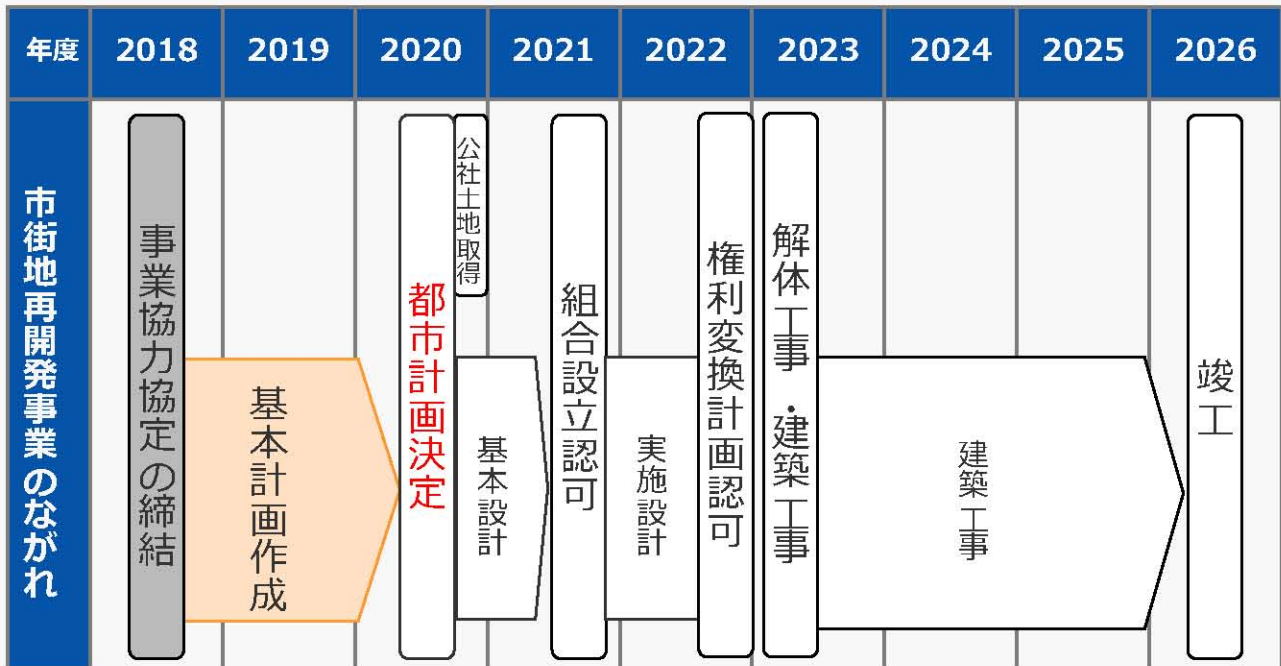 年度
2018
2019
2020
2021
2022
2023
2024
2025
2026
市街地再開発事業のながれ
事業協力協定の締結
基本計画作成
都市計画決定
公社土地取得
基本設計
組合設立認可
実施設計
権利変換計画認可
解体工事・建築工事
建築工事
竣工